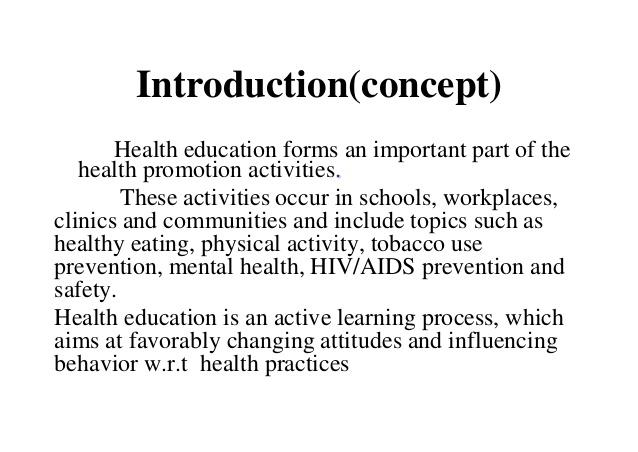 Introduction(concept)
Health education forms an important part of the
health promotion activities.
These activities occur in schools, workplaces,
clinics and communities and include topics such as
healthy eating, physical activity, tobacco use
prevention, mental health, HIV/AIDS prevention and
safety.
Health education is an active learning process, which
aims at favorably changing attitudes and influencing
behavior w.r.t  health practices